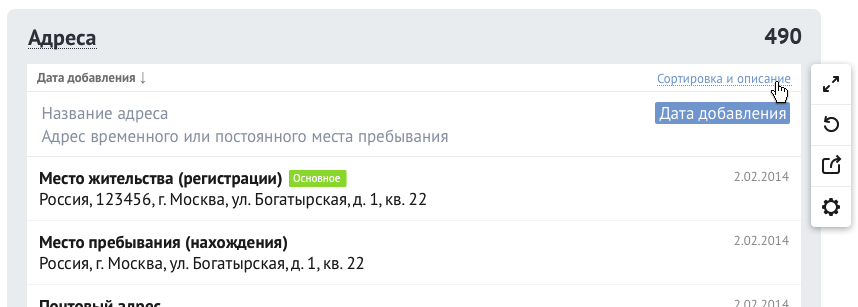 Адреса 490
Дата добавления ↓ Сортировка и описание
Название адреса Дата добавления
Адрес временного или постоянного места пребывания
Место жительства (регистрации) Основное 2.02.2014
Россия, 123456, г. Москва, ул. Богатырская, д. 1, кв. 22
Место пребывания (нахождения) 2.02.2014
Россия, г. Москва, ул. Богатырская, д. 1, кв. 22
Почтовый адрес 2.02.2014